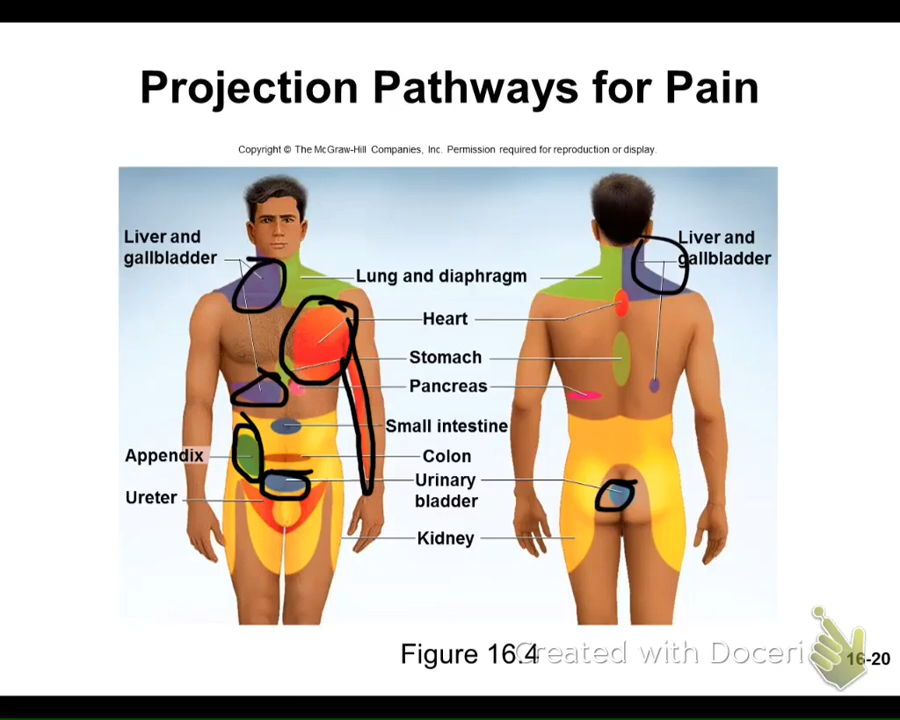 Projection Pathways for Pain
Copyright © The McGraw-Hill Companies, Inc. Permission required for reproduction or display.
Liver and
gallbladder
Liver and
gallbladder
Lung and diaphragm
Heart
Stomach
Pancreas
Small intestine
Appendix
Colon
Urinary
bladder
Ureter
Kidney
Figure 16.4
Created with Doceri
16-20